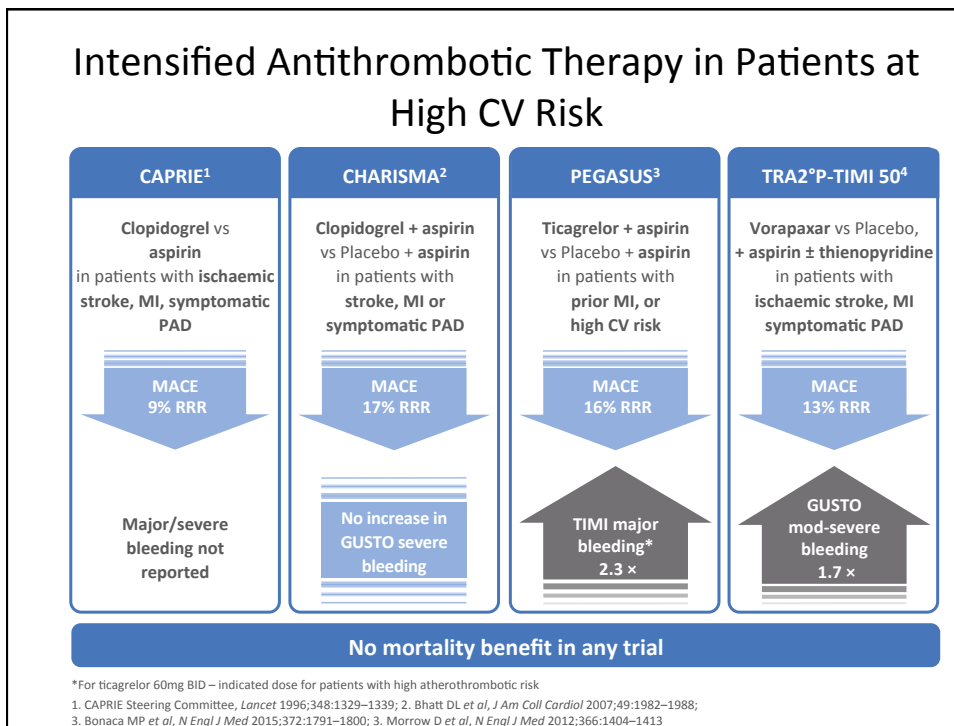 Intensified Antithrombotic Therapy in Patients at
High CV Risk
CAPRIE¹
Clopidogrel vs
aspirin
in patients with ischaemic
stroke, MI, symptomatic
PAD
MACE
9% RRR
Major/severe
bleeding not
reported
CHARISMA²
Clopidogrel + aspirin
vs Placebo + aspirin
in patients with
stroke, MI or
symptomatic PAD
MACE
17% RRR
No increase in
GUSTO severe
bleeding
PEGASUS³
Ticagrelor + aspirin
vs Placebo + aspirin
in patients with
prior MI, or
high CV risk
MACE
16% RRR
TIMI major
bleeding*
2.3 ×
TRA2°P-TIMI 50⁴
Vorapaxar vs Placebo,
+ aspirin ± thienopyridine
in patients with
ischaemic stroke, MI
symptomatic PAD
MACE
13% RRR
GUSTO
mod-severe
bleeding
1.7 ×
No mortality benefit in any trial
*For ticagrelor 60mg BID – indicated dose for patients with high atherothrombotic risk
1. CAPRIE Steering Committee, Lancet 1996;348:1329–1339; 2. Bhatt DL et al, J Am Coll Cardiol 2007;49:1982–1988;
3. Bonaca MP et al, N Engl J Med 2015;372:1791–1800; 3. Morrow D et al, N Engl J Med 2012;366:1404–1413